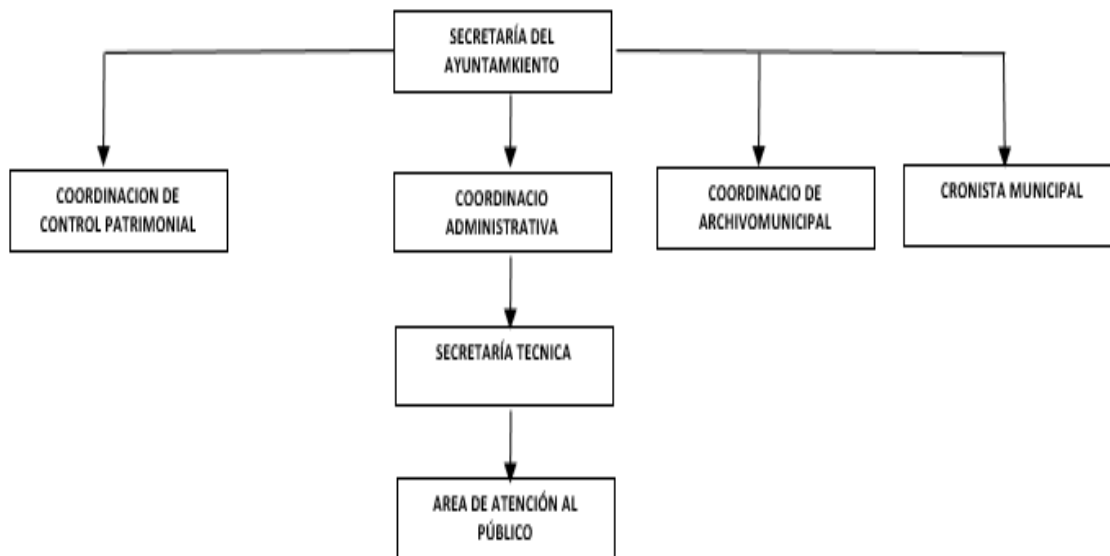 SECRETARÍA DEL
AYUNTAMKIENTO
COORDINACION DE
CONTROL PATRIMONIAL
COORDINACIO
ADMINISTRATIVA
COORDINACIO DE
ARCHIVOMUNICIPAL
CRONISTA MUNICIPAL
SECRETARÍA TECNICA
AREA DE ATENCIÓN AL
PÚBLICO